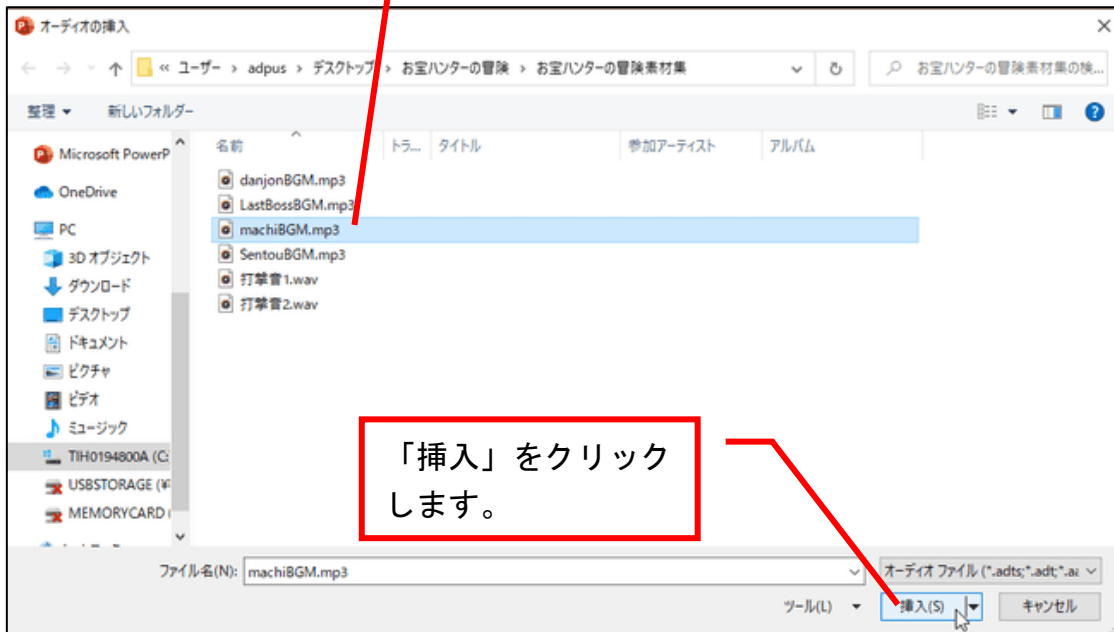 オーディオの挿入
« ユーザー › adpus › デスクトップ › お宝ハンターの冒険 › お宝ハンターの冒険素材集
お宝ハンターの冒険素材集の検...
整理 新しいフォルダー
名前 トラ... タイトル 参加アーティスト アルバム
Microsoft PowerP
OneDrive
PC
3D オブジェクト
ダウンロード
デスクトップ
ドキュメント
ピクチャ
ビデオ
ミュージック
TIH0194800A (C:
USBSTORAGE (¥
MEMORYCARD (
danjonBGM.mp3
LastBossBGM.mp3
machiBGM.mp3
SentouBGM.mp3
打撃音1.wav
打撃音2.wav
「挿入」をクリック
します。
ファイル名(N): machiBGM.mp3
オーディオ ファイル (*.adts;*.adt;*.aa
ツール(L) 挿入(S) キャンセル